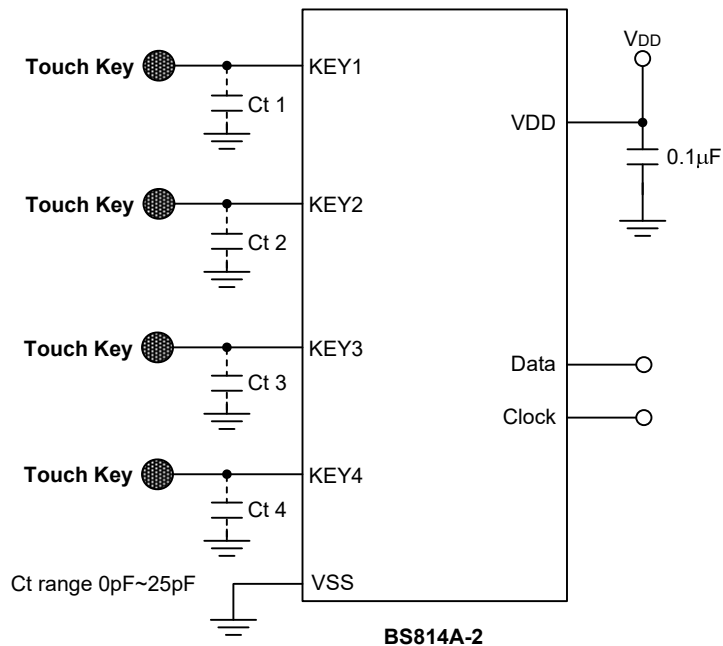 Touch Key
KEY1
Ct 1
VDD
VDD
0.1μF
Touch Key
KEY2
Ct 2
Touch Key
KEY3
Ct 3
Data
Clock
Touch Key
KEY4
Ct 4
Ct range 0pF~25pF
VSS
BS814A-2